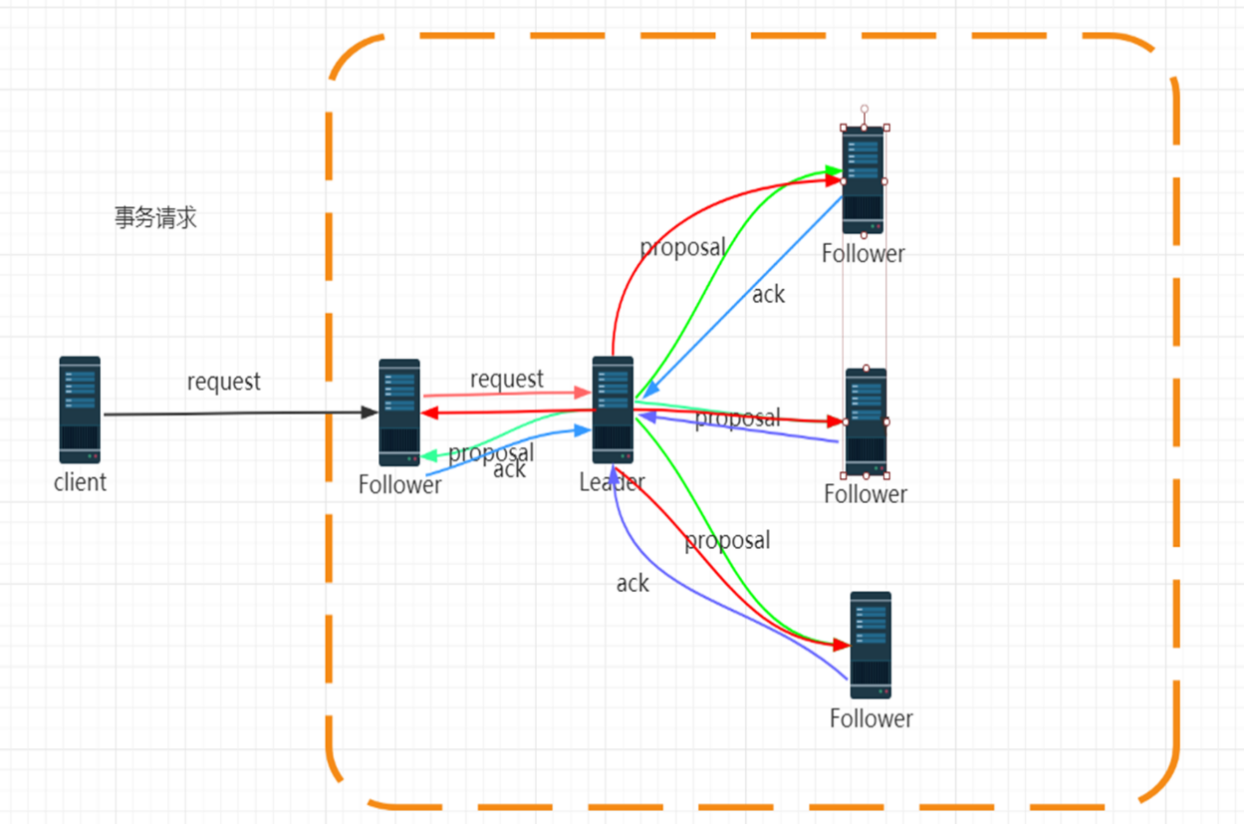 事务请求
proposal
Follower
ack
request
request
proposal
proposal
ack
client
Follower
Leader
Follower
proposal
ack
Follower